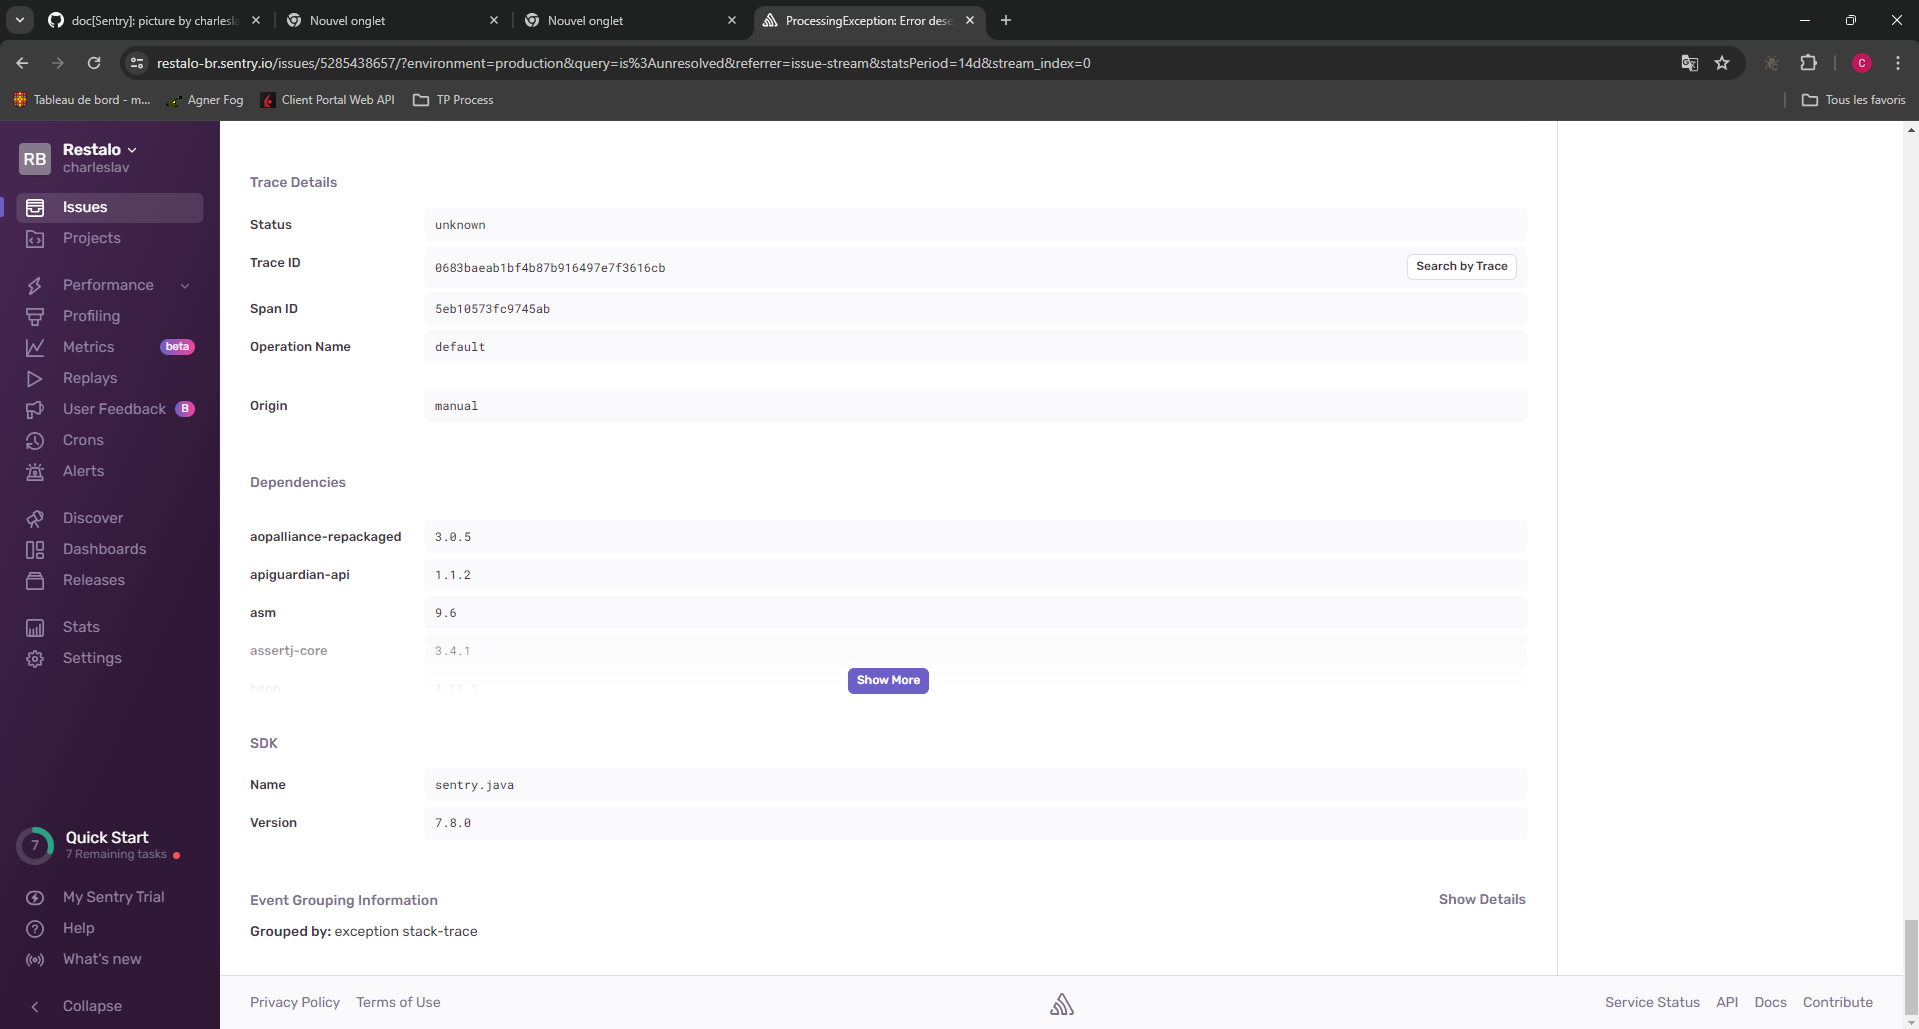 doc[Sentry]: picture by charlesla
Nouvel onglet
Nouvel onglet
ProcessingException: Error dese
restalo-br.sentry.io/issues/5285438657/?environment=production&query=is%3Aunresolved&referrer=issue-stream&statsPeriod=14d&stream_index=0
C
Tableau de bord - m...
Agner Fog
Client Portal Web API
TP Process
Tous les favoris
RB
Restalo
charleslav
Issues
Projects
Performance
Profiling
Metrics beta
Replays
User Feedback B
Crons
Alerts
Discover
Dashboards
Releases
Stats
Settings
7
Quick Start
7 Remaining tasks
My Sentry Trial
Help
What's new
Collapse
Trace Details
Status unknown
Trace ID 0683baeab1bf4b87b916497e7f3616cb Search by Trace
Span ID 5eb10573fc9745ab
Operation Name default
Origin manual
Dependencies
aopalliance-repackaged 3.0.5
apiguardian-api 1.1.2
asm 9.6
assertj-core 3.4.1
bson 4.11.1
Show More
SDK
Name sentry.java
Version 7.8.0
Event Grouping Information Show Details
Grouped by: exception stack-trace
Privacy Policy Terms of Use
Service Status API Docs Contribute